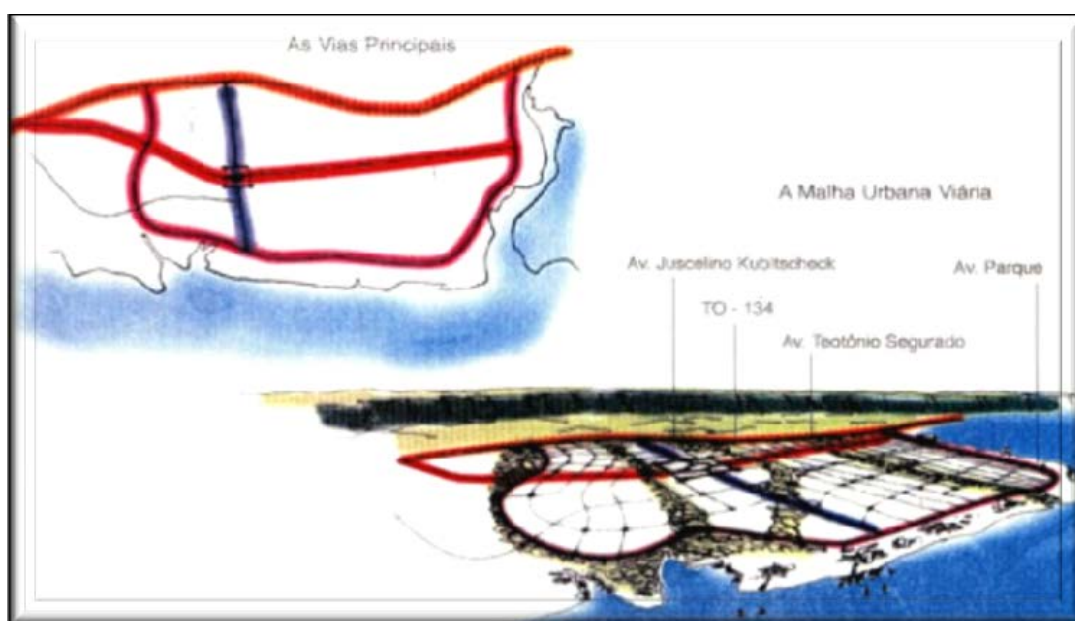 As Vias Principais
A Malha Urbana Viária
Av. Juscelino Kubitscheck
Av. Parque
TO - 134
Av. Teotônio Segurado